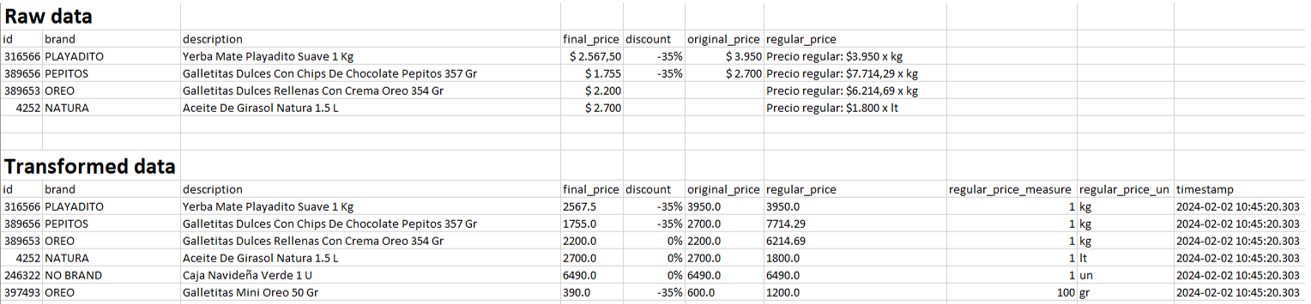 Raw data
id brand description final_price discount original_price regular_price
316566 PLAYADITO Yerba Mate Playadito Suave 1 Kg $ 2.567,50 -35% $ 3.950 Precio regular: $3.950 x kg
389656 PEPITOS Galletitas Dulces Con Chips De Chocolate Pepitos 357 Gr $ 1.755 -35% $ 2.700 Precio regular: $7.714,29 x kg
389653 OREO Galletitas Dulces Rellenas Con Crema Oreo 354 Gr $ 2.200 Precio regular: $6.214,69 x kg
4252 NATURA Aceite De Girasol Natura 1.5 L $ 2.700 Precio regular: $1.800 x lt
Transformed data
id brand description final_price discount original_price regular_price regular_price_measure regular_price_un timestamp
316566 PLAYADITO Yerba Mate Playadito Suave 1 Kg 2567.5 -35% 3950.0 3950.0 1 kg 2024-02-02 10:45:20.303
389656 PEPITOS Galletitas Dulces Con Chips De Chocolate Pepitos 357 Gr 1755.0 -35% 2700.0 7714.29 1 kg 2024-02-02 10:45:20.303
389653 OREO Galletitas Dulces Rellenas Con Crema Oreo 354 Gr 2200.0 0% 2200.0 6214.69 1 kg 2024-02-02 10:45:20.303
4252 NATURA Aceite De Girasol Natura 1.5 L 2700.0 0% 2700.0 1800.0 1 lt 2024-02-02 10:45:20.303
246322 NO BRAND Caja Navideña Verde 1 U 6490.0 0% 6490.0 6490.0 1 un 2024-02-02 10:45:20.303
397493 OREO Galletitas Mini Oreo 50 Gr 390.0 -35% 600.0 1200.0 100 gr 2024-02-02 10:45:20.303